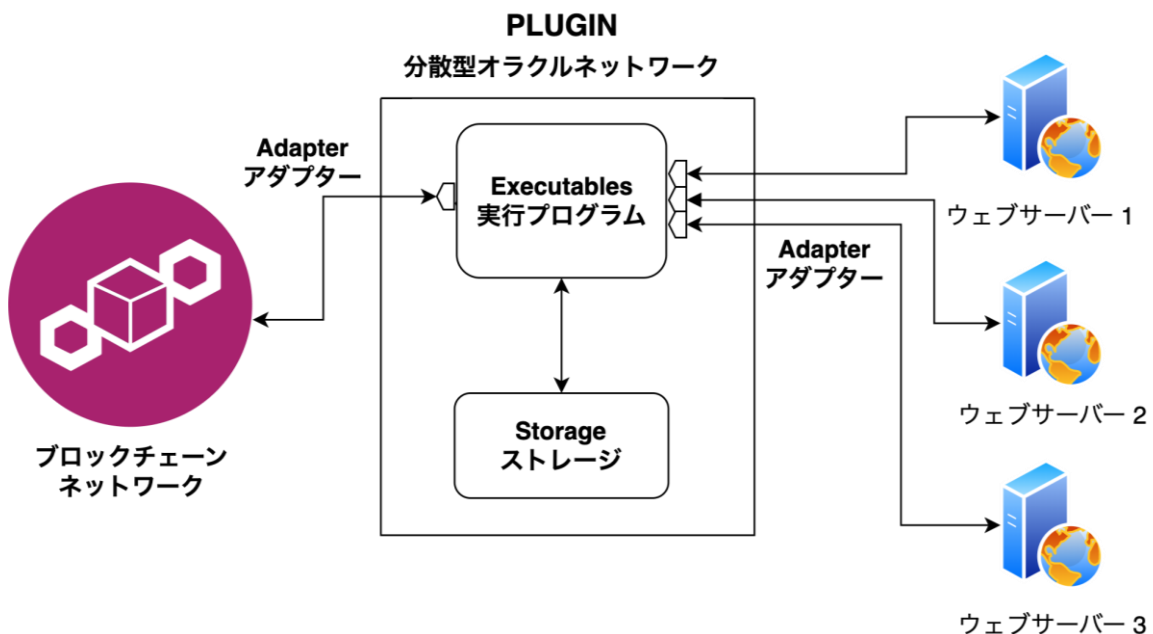 PLUGIN
分散型オラクルネットワーク
Adapter
アダプター
Executables
実行プログラム
Adapter
アダプター
Storage
ストレージ
ブロックチェーン
ネットワーク
ウェブサーバー 1
ウェブサーバー 2
ウェブサーバー 3